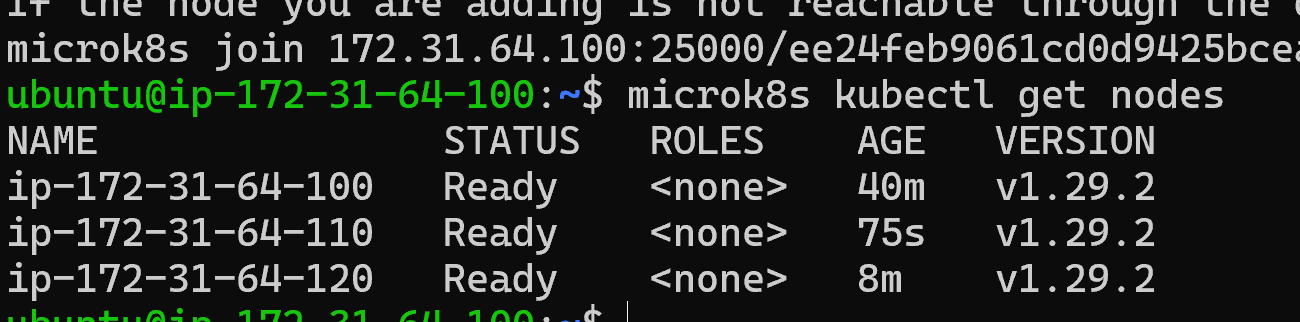 if the node you are adding is not reachable through the
microk8s join 172.31.64.100:25000/ee24feb9061cd0d9425bcea
ubuntu@ip-172-31-64-100:~$ microk8s kubectl get nodes
NAME STATUS ROLES AGE VERSION
ip-172-31-64-100 Ready <none> 40m v1.29.2
ip-172-31-64-110 Ready <none> 75s v1.29.2
ip-172-31-64-120 Ready <none> 8m v1.29.2
ubuntu@ip-172-31-64-100:~$